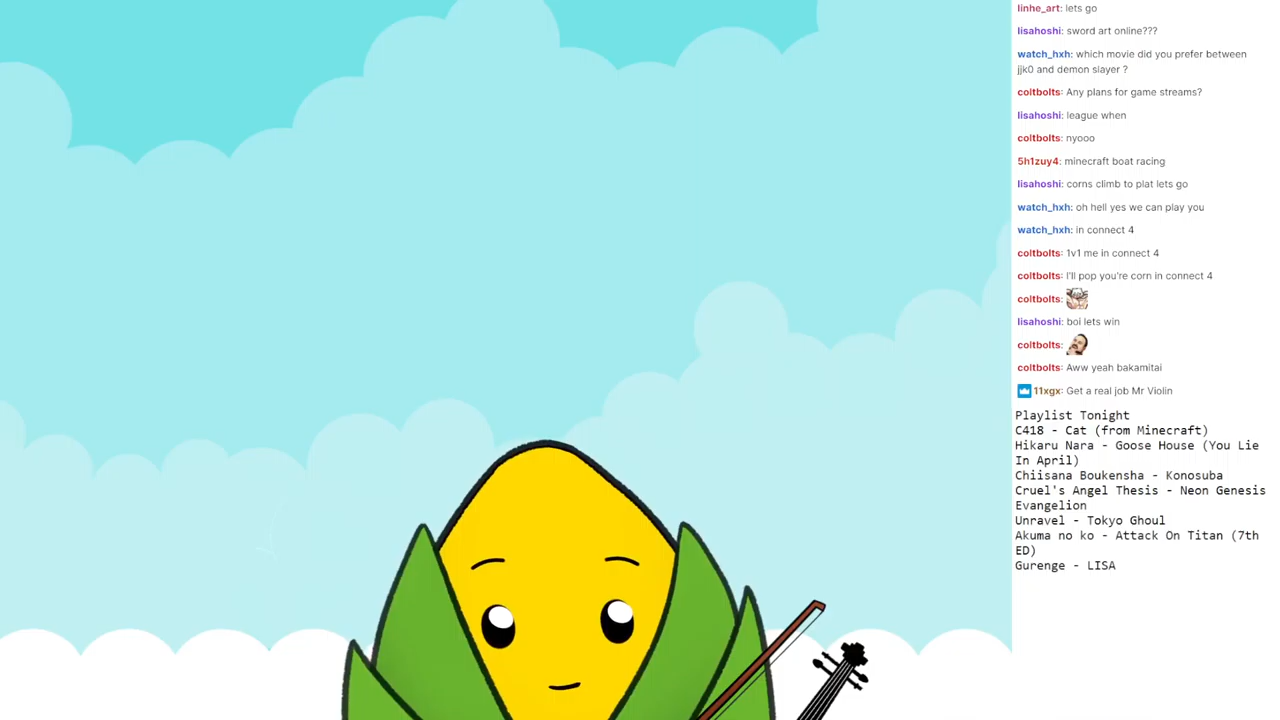 linhe_art: lets go
lisahoshi: sword art online???
watch_hxh: which movie did you prefer between
jjk0 and demon slayer ?
coltbolts: Any plans for game streams?
lisahoshi: league when
coltbolts: nyooo
5h1zuy4: minecraft boat racing
lisahoshi: corns climb to plat lets go
watch_hxh: oh hell yes we can play you
watch_hxh: in connect 4
coltbolts: 1v1 me in connect 4
coltbolts: I'll pop you're corn in connect 4
coltbolts:
lisahoshi: boi lets win
coltbolts:
coltbolts: Aww yeah bakamitai
11xgx: Get a real job Mr Violin
Playlist Tonight
C418 - Cat (from Minecraft)
Hikaru Nara - Goose House (You Lie
In April)
Chiisana Boukensha - Konosuba
Cruel's Angel Thesis - Neon Genesis
Evangelion
Unravel - Tokyo Ghoul
Akuma no ko - Attack On Titan (7th
ED)
Gurenge - LISA